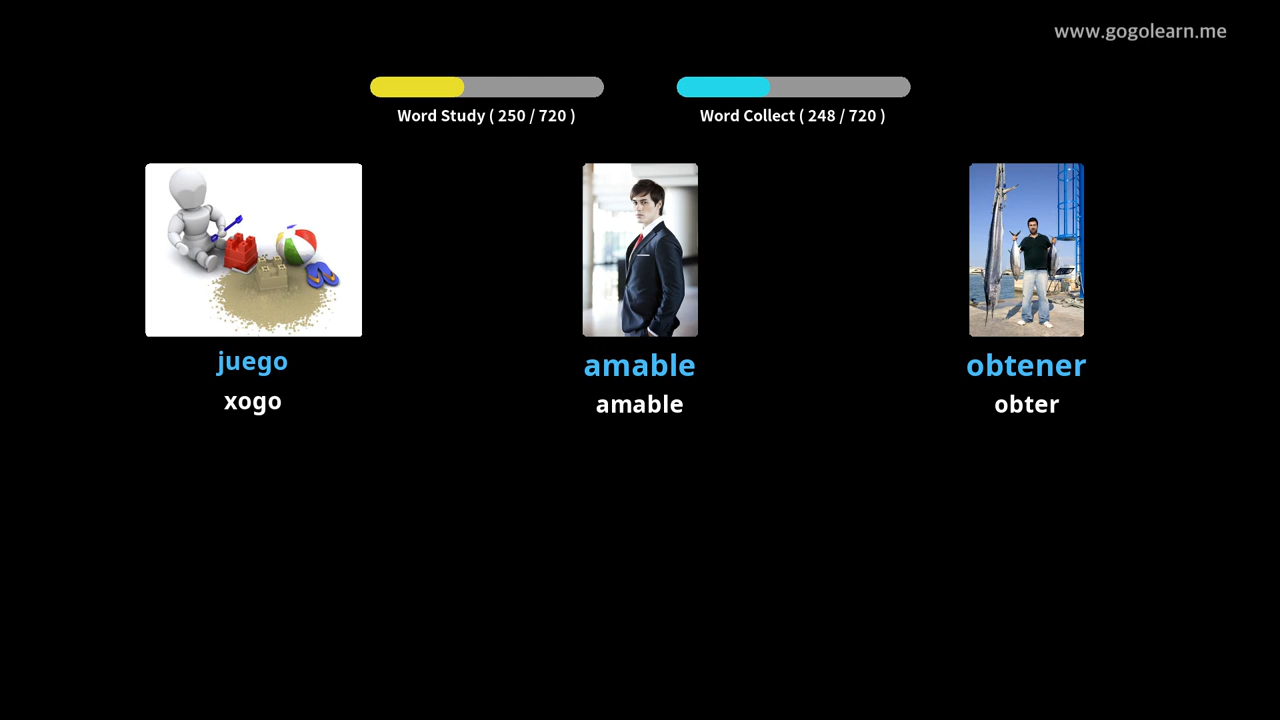 www.gogolearn.me
Word Study ( 250 / 720 )
Word Collect ( 248 / 720 )
juego
xogo
amable
amable
obtener
obter